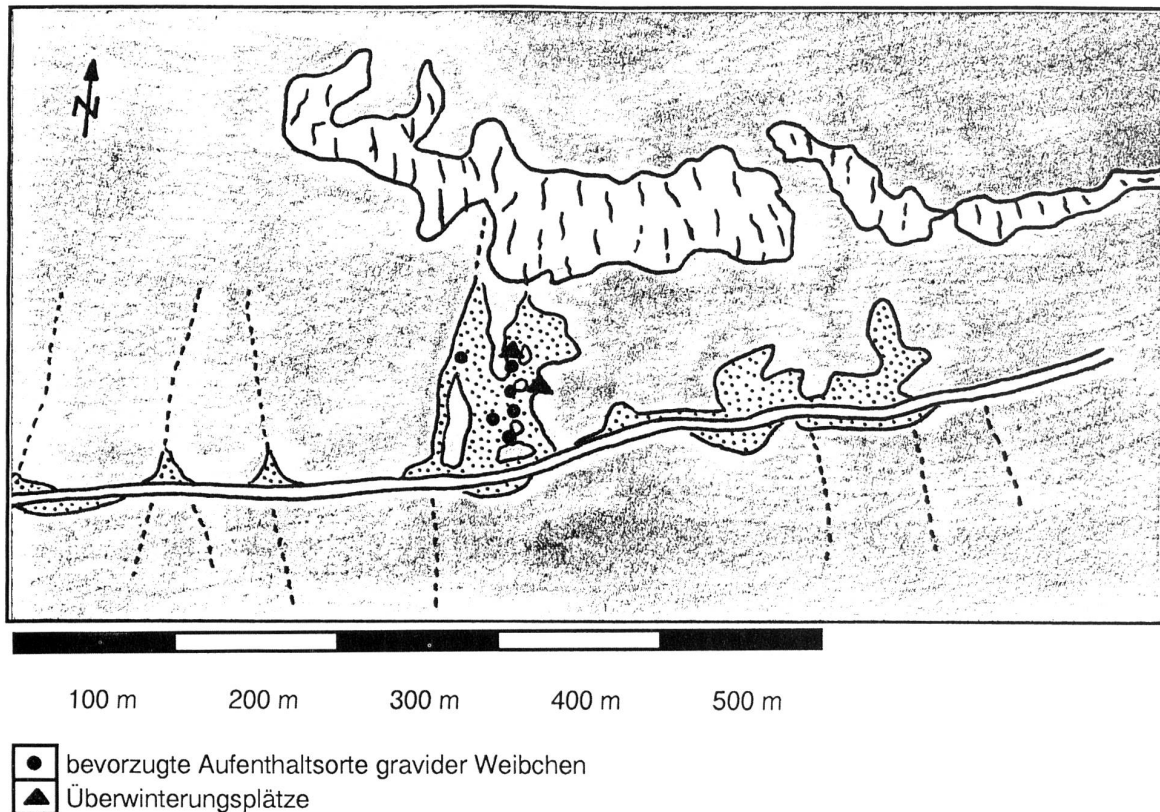 N
100 m 200 m 300 m 400 m 500 m
bevorzugte Aufenthaltsorte gravider Weibchen
Überwinterungsplätze